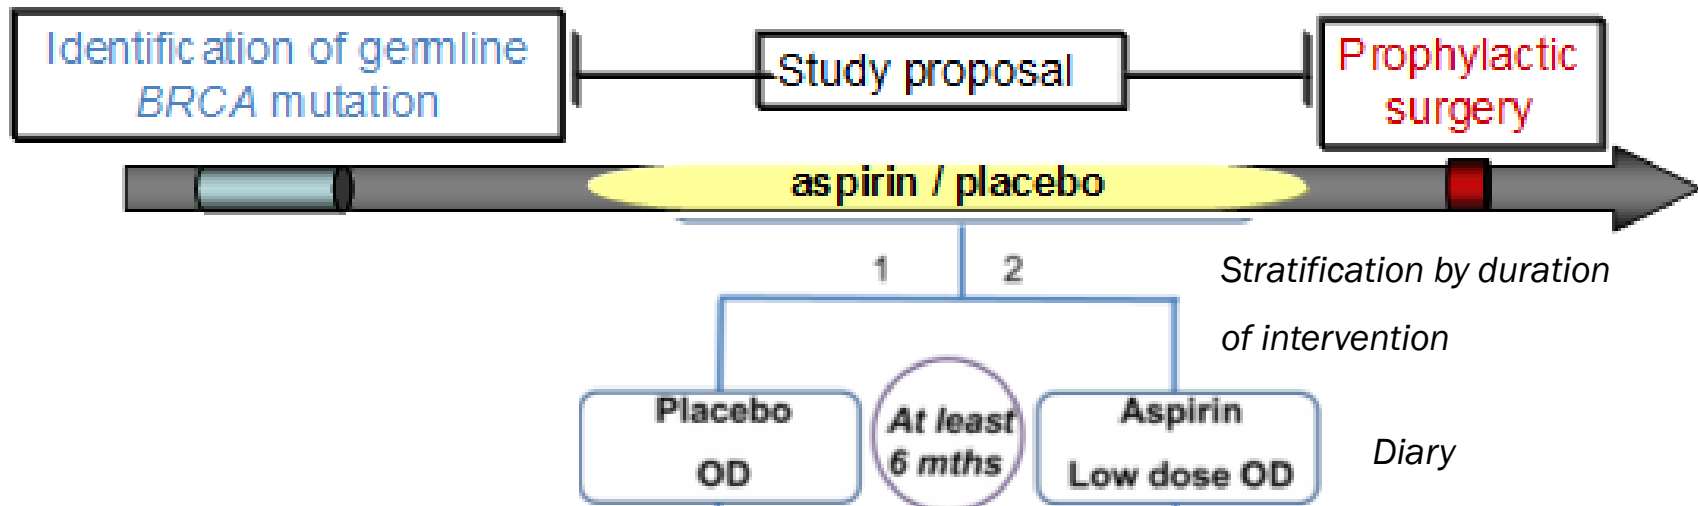 Identification of germline
BRCA mutation
Study proposal
Prophylactic
surgery
aspirin / placebo
1 2
Stratification by duration
of intervention
Placebo
OD
At least
6 mths
Aspirin
Low dose OD
Diary